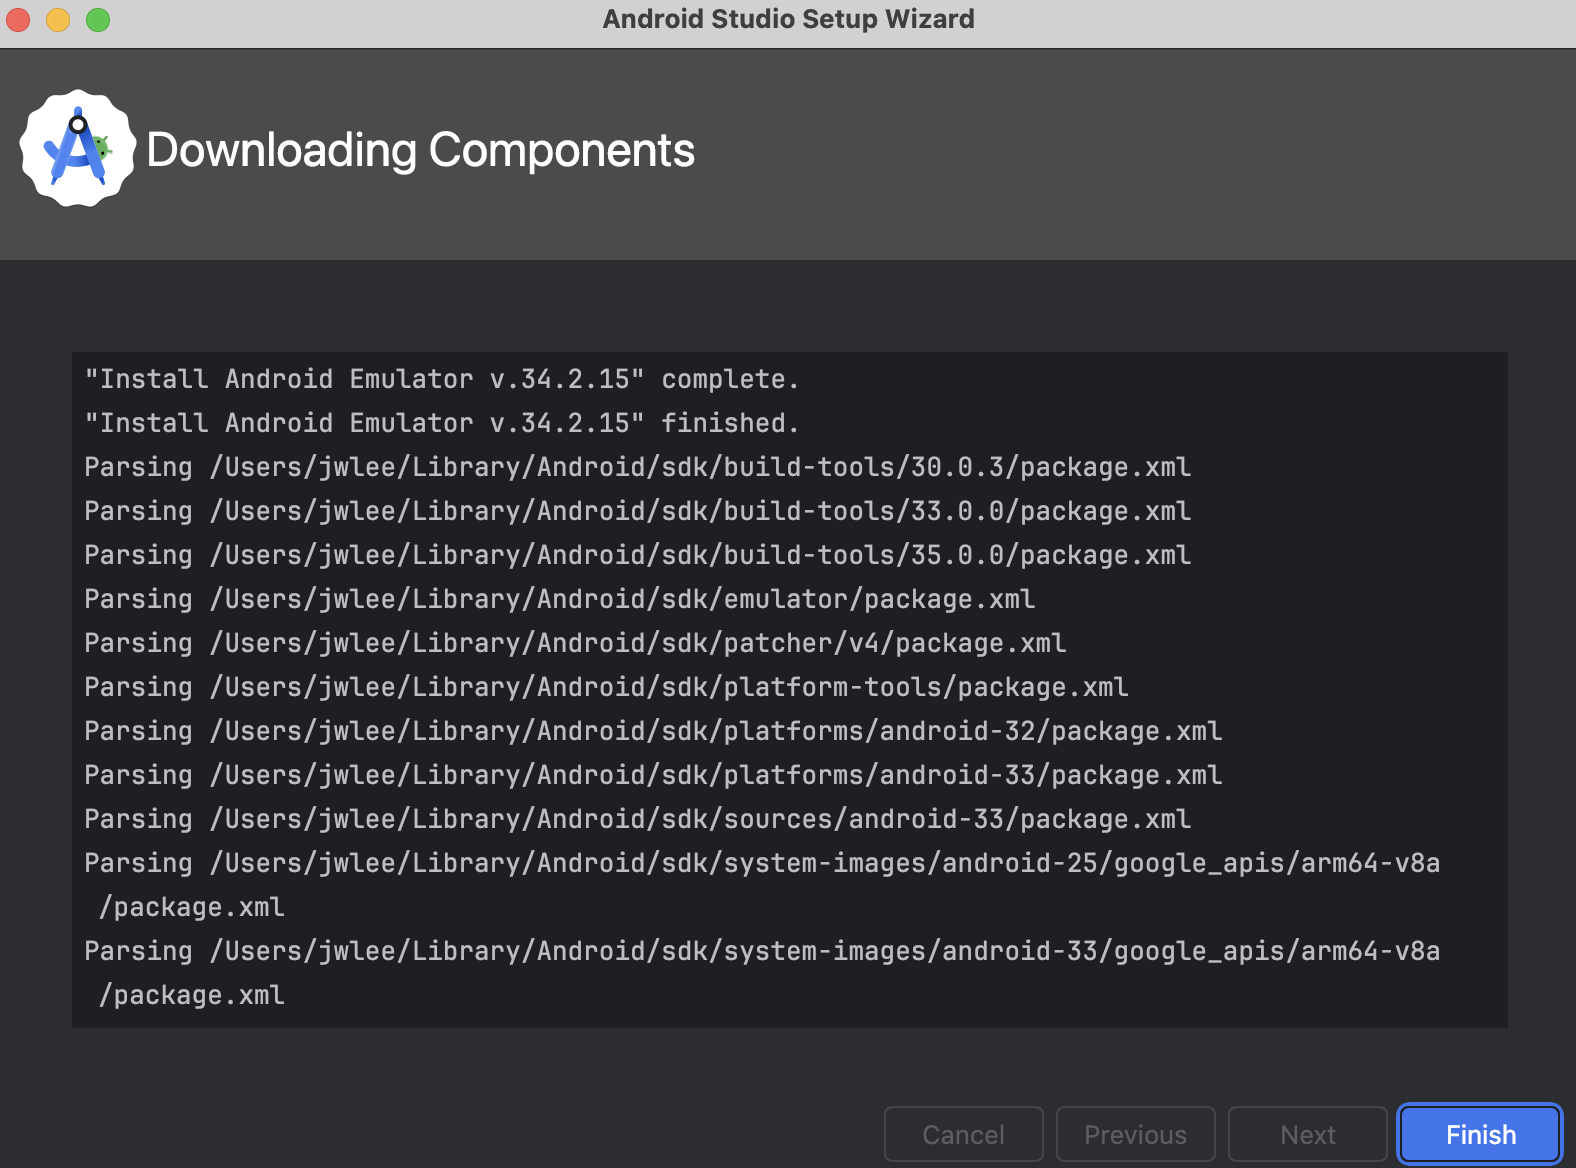 Android Studio Setup Wizard
Downloading Components
"Install Android Emulator v.34.2.15" complete.
"Install Android Emulator v.34.2.15" finished.
Parsing /Users/jwlee/Library/Android/sdk/build-tools/30.0.3/package.xml
Parsing /Users/jwlee/Library/Android/sdk/build-tools/33.0.0/package.xml
Parsing /Users/jwlee/Library/Android/sdk/build-tools/35.0.0/package.xml
Parsing /Users/jwlee/Library/Android/sdk/emulator/package.xml
Parsing /Users/jwlee/Library/Android/sdk/patcher/v4/package.xml
Parsing /Users/jwlee/Library/Android/sdk/platform-tools/package.xml
Parsing /Users/jwlee/Library/Android/sdk/platforms/android-32/package.xml
Parsing /Users/jwlee/Library/Android/sdk/platforms/android-33/package.xml
Parsing /Users/jwlee/Library/Android/sdk/sources/android-33/package.xml
Parsing /Users/jwlee/Library/Android/sdk/system-images/android-25/google_apis/arm64-v8a
/package.xml
Parsing /Users/jwlee/Library/Android/sdk/system-images/android-33/google_apis/arm64-v8a
/package.xml
Cancel Previous Next Finish